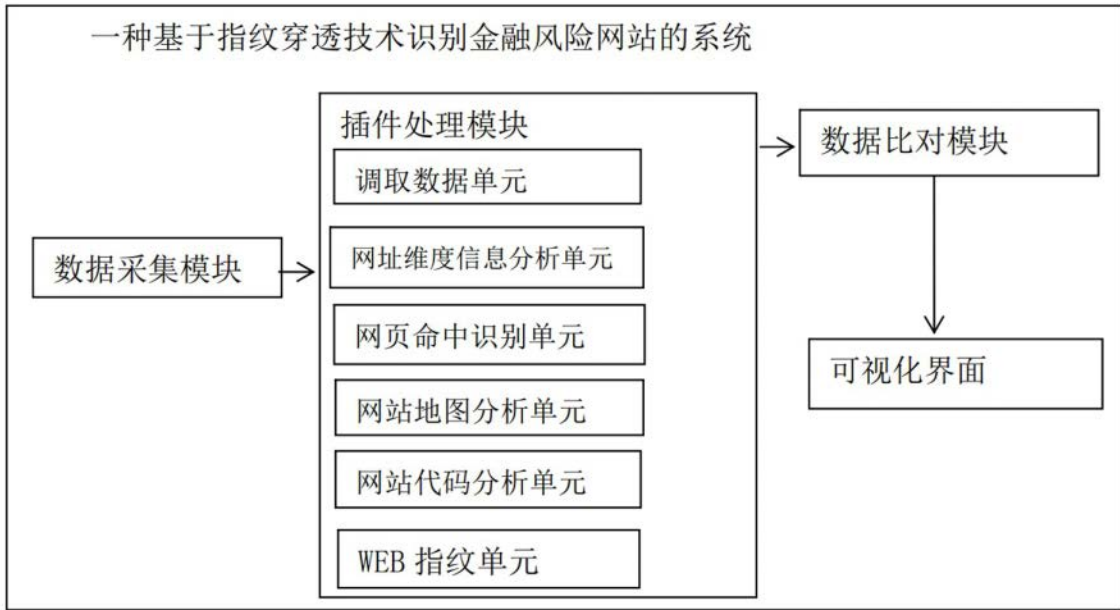 一种基于指纹穿透技术识别金融风险网站的系统
数据采集模块
插件处理模块
调取数据单元
网址维度信息分析单元
网页命中识别单元
网站地图分析单元
网站代码分析单元
WEB 指纹单元
数据比对模块
可视化界面